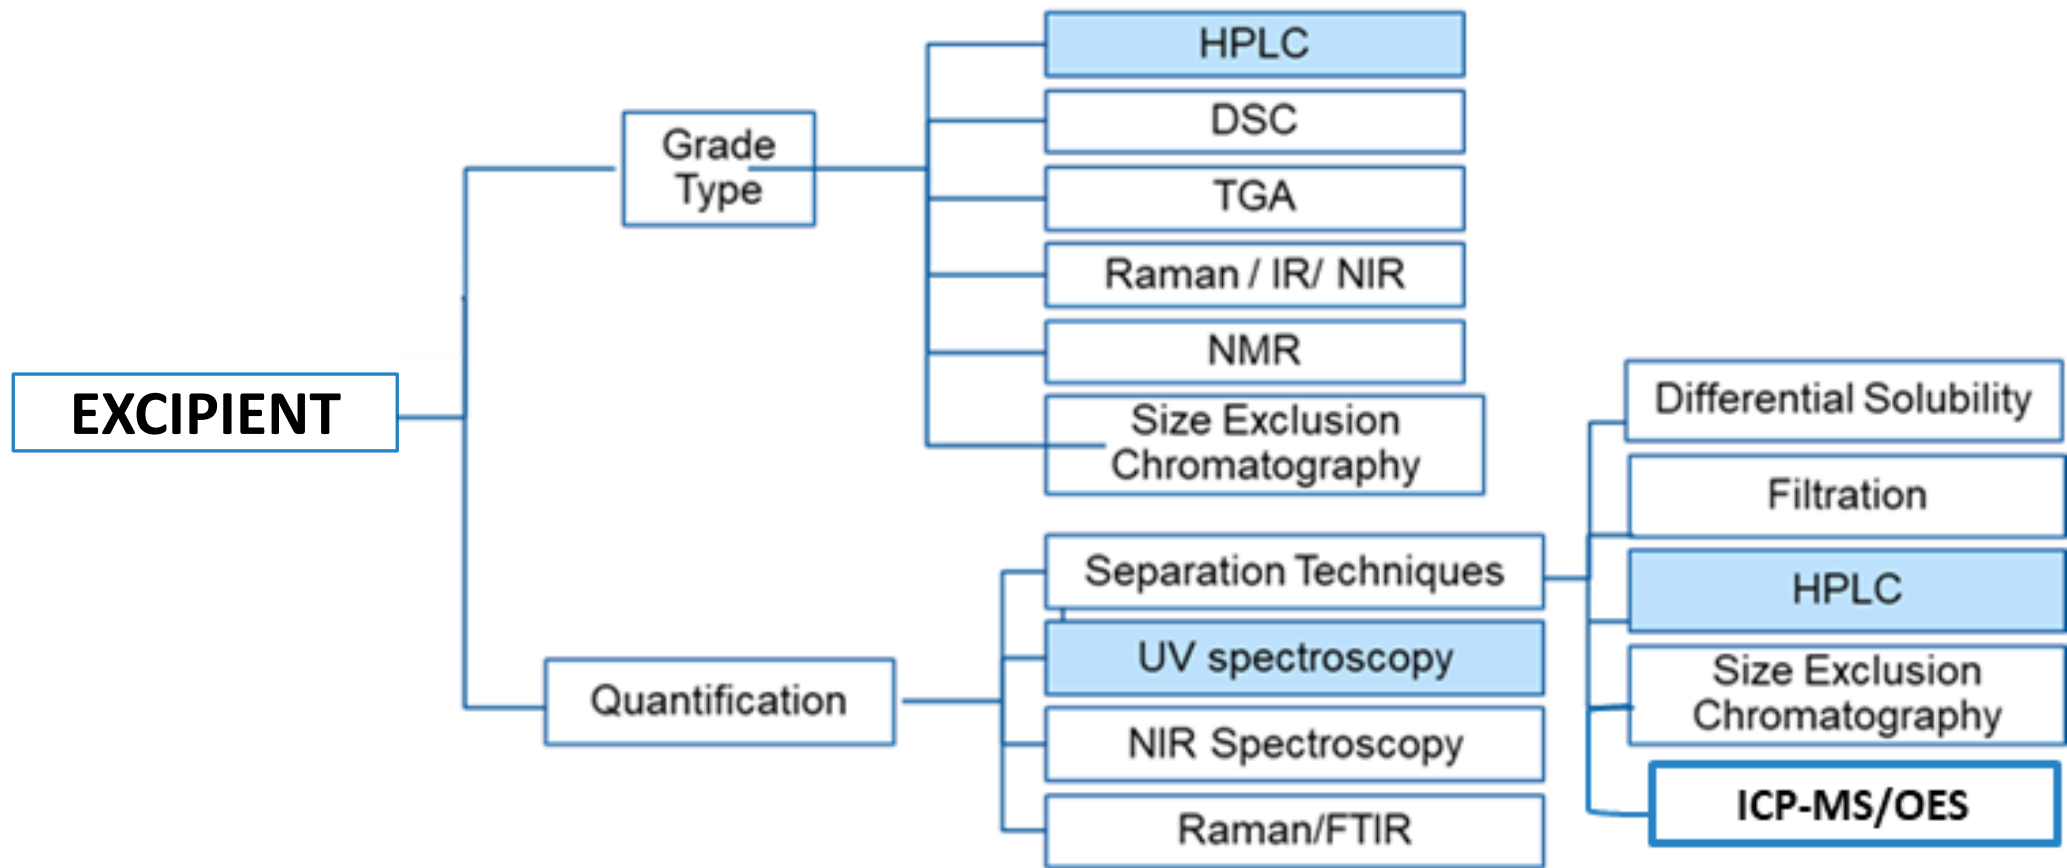 EXCIPIENT
Grade
Type
HPLC
DSC
TGA
Raman / IR/ NIR
NMR
Size Exclusion
Chromatography
Quantification
Separation Techniques
UV spectroscopy
NIR Spectroscopy
Raman/FTIR
Differential Solubility
Filtration
HPLC
Size Exclusion
Chromatography
ICP-MS/OES